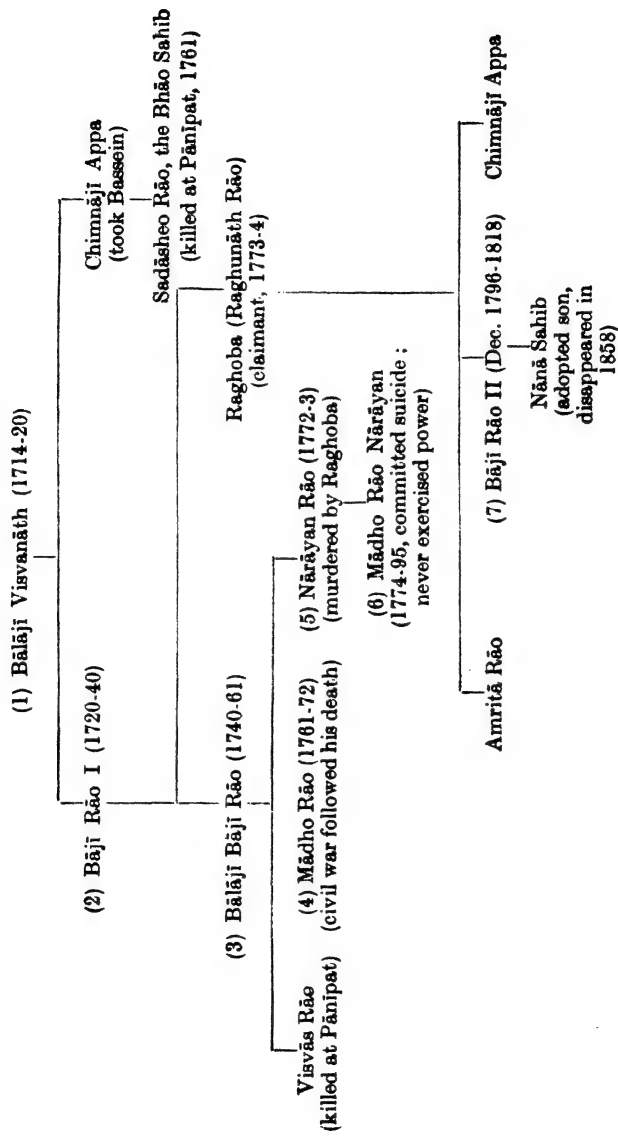 (1) Bālājī Visvanāth (1714-20)
(2) Bājī Rāo I (1720-40)
Chimnājī Appa
(took Bassein)
Sadāsheo Rāo, the Bhāo Sahib
(killed at Pānīpat, 1761)
(3) Bālājī Bājī Rāo (1740-61)
Raghoba (Raghunāth Rāo)
(claimant, 1773-4)
Visvās Rāo
(killed at Pānīpat)
(4) Mādho Rāo (1761-72)
(civil war followed his death)
(5) Nārāyan Rāo (1772-3)
(murdered by Raghoba)
(6) Mādho Rāo Nārāyan
(1774-95, committed suicide ;
never exercised power)
Amritā Rāo
(7) Bājī Rāo II (Dec. 1796-1818)
Chimnājī Appa
Nānā Sahib
(adopted son,
disappeared in
1858)